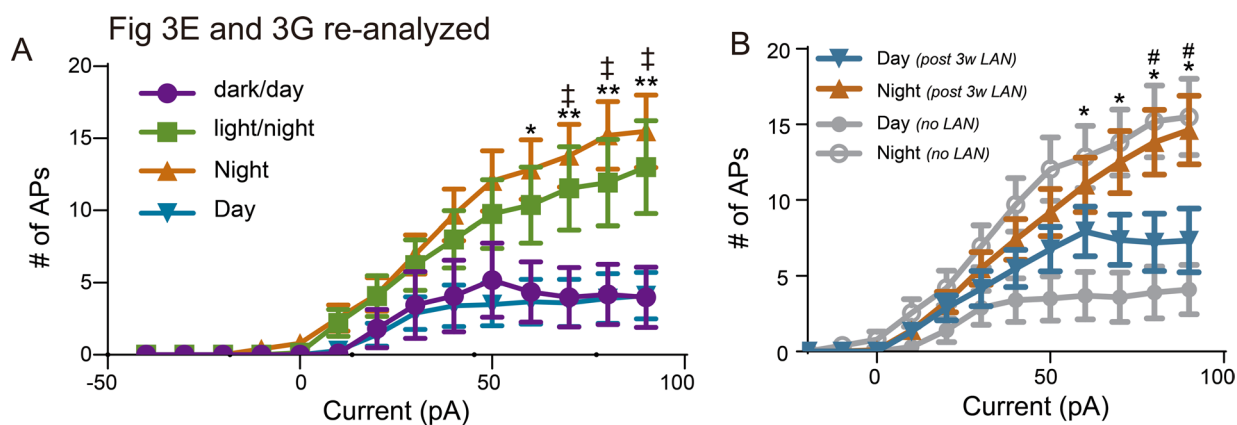 Fig 3E and 3G re-analyzed
A
20
15
10
5
0
-50
0
50
100
# of APs
Current (pA)
dark/day
light/night
Night
Day
*
‡
**
‡
**
‡
**
B
20
15
10
5
0
0
50
100
# of APs
Current (pA)
Day (post 3w LAN)
Night (post 3w LAN)
Day (no LAN)
Night (no LAN)
*
*
#
*
#
*